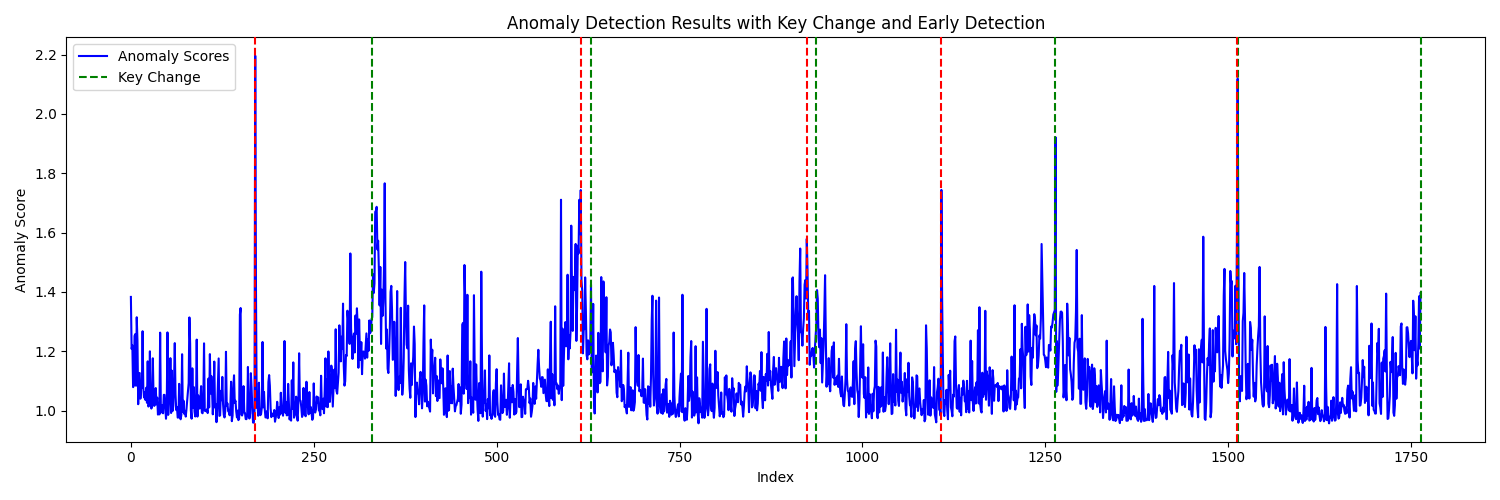 Anomaly Detection Results with Key Change and Early Detection
Anomaly Scores
Key Change
Anomaly Score
2.2
2.0
1.8
1.6
1.4
1.2
1.0
0 250 500 750 1000 1250 1500 1750
Index